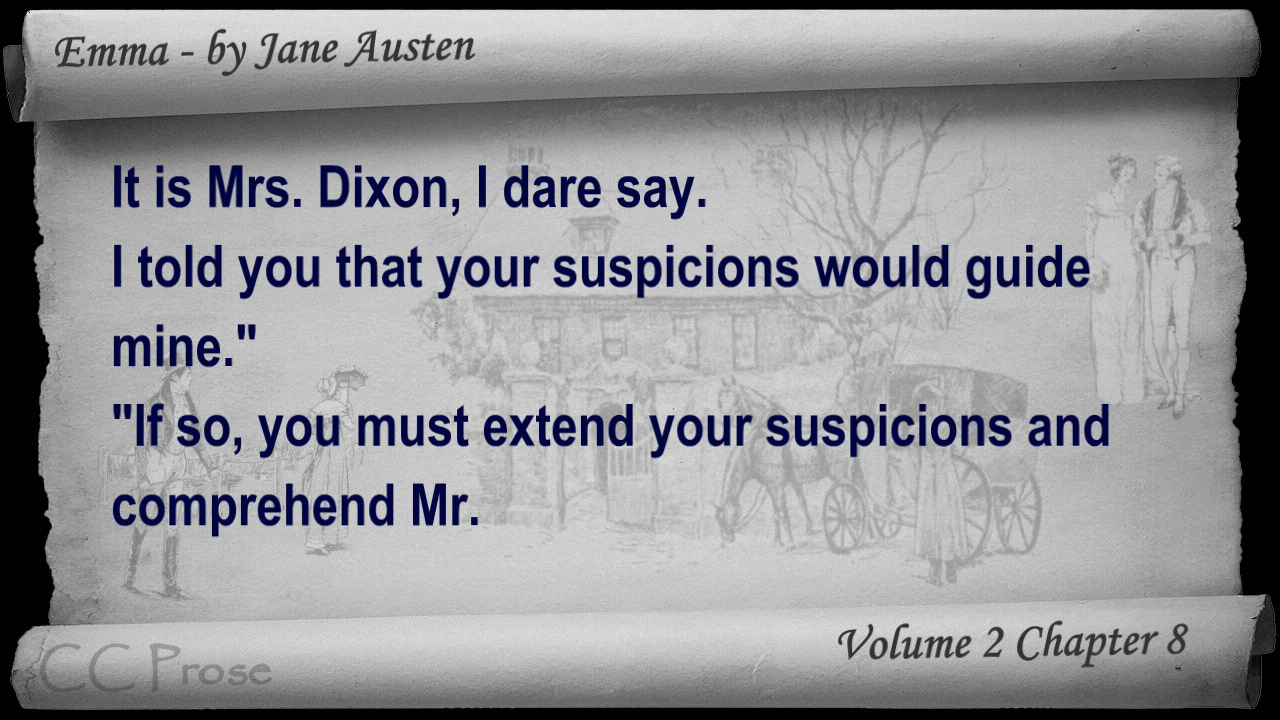 Emma - by Jane Austen
It is Mrs. Dixon, I dare say.
I told you that your suspicions would guide
mine."
"If so, you must extend your suspicions and
comprehend Mr.
Volume 2 Chapter 8
CC Prose